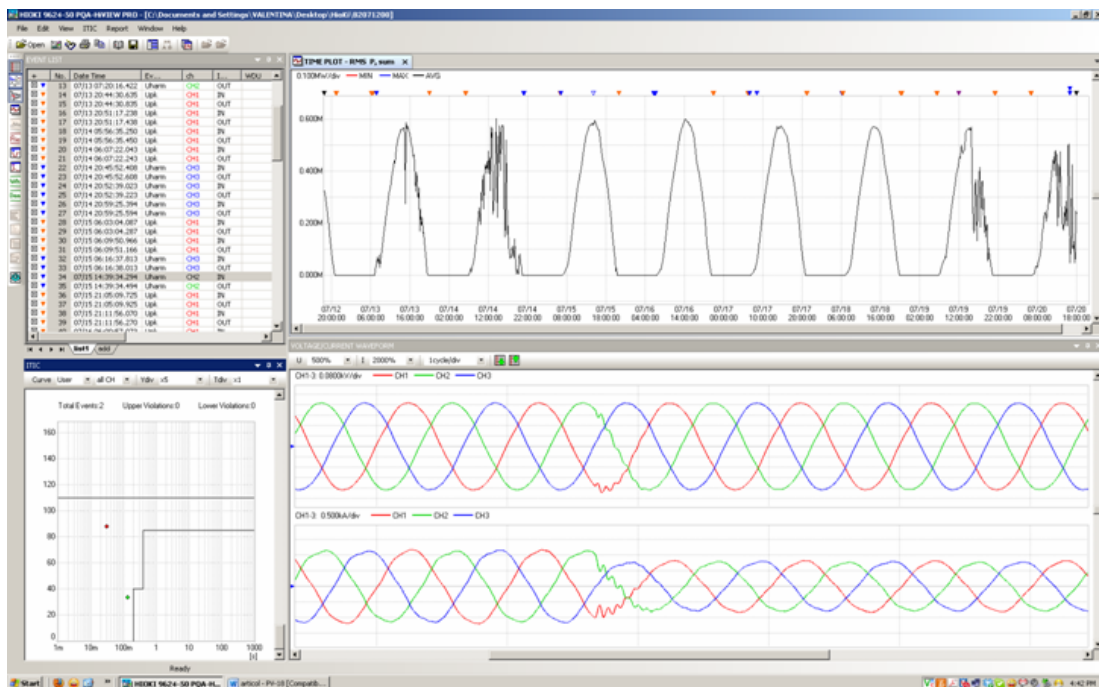 HIOKI 9624-50 PQA-HiVIEW PRO - [C:\Documents and Settings\VALENTINA\Desktop\Hioki\02071200]
File Edit View ITIC Report Window Help
Open
EVENT LIST
+ No. Date Time Ev... ch I... WDU
13 07/13 07:20:16.422 Uharm CH2 OUT
14 07/13 20:44:30.635 Upk CH1 IN
15 07/13 20:44:30.835 Upk CH1 OUT
16 07/13 20:51:17.238 Upk CH1 IN
17 07/13 20:51:17.438 Upk CH1 OUT
18 07/14 05:56:35.250 Upk CH1 IN
19 07/14 05:56:35.450 Upk CH1 OUT
20 07/14 06:07:22.043 Upk CH1 IN
21 07/14 06:07:22.243 Upk CH1 OUT
22 07/14 20:45:52.408 Uharm CH3 IN
23 07/14 20:45:52.608 Uharm CH3 OUT
24 07/14 20:52:39.023 Uharm CH3 IN
25 07/14 20:52:39.223 Uharm CH3 OUT
26 07/14 20:59:25.394 Uharm CH3 IN
27 07/14 20:59:25.594 Uharm CH3 OUT
28 07/15 06:03:04.087 Upk CH1 IN
29 07/15 06:03:04.287 Upk CH1 OUT
30 07/15 06:09:50.966 Upk CH1 IN
31 07/15 06:09:51.166 Upk CH1 OUT
32 07/15 06:16:37.813 Uharm CH3 IN
33 07/15 06:16:38.013 Uharm CH3 OUT
34 07/15 14:39:34.294 Uharm CH2 IN
35 07/15 14:39:34.494 Uharm CH2 OUT
36 07/15 21:05:09.725 Upk CH1 IN
37 07/15 21:05:09.925 Upk CH1 OUT
38 07/15 21:11:56.070 Upk CH1 IN
39 07/15 21:11:56.270 Upk CH1 OUT
list1 add
TIME PLOT - RMS P, sum
0.100MW/div MIN MAX AVG
0.600M
0.400M
0.200M
0.000M
07/12 07/13 07/13 07/14 07/14 07/14 07/15 07/15 07/16 07/16 07/17 07/17 07/17 07/18 07/18 07/19 07/19 07/19 07/20 07/20
20:00:00 06:00:00 16:00:00 02:00:00 12:00:00 22:00:00 08:00:00 18:00:00 04:00:00 14:00:00 00:00:00 10:00:00 20:00:00 06:00:00 16:00:00 02:00:00 12:00:00 22:00:00 08:00:00 18:00:00
ITIC
Curve User all CH Ydiv x5 Tdiv x1
Total Events:2 Upper Violations:0 Lower Violations:0
160
140
120
100
80
60
40
20
0
1m 10m 100m 1 10 100 1000
[s]
VOLTAGE/CURRENT WAVEFORM
U 500% I 2000% 1cycle/div
CH1-3: 0.0800kV/div CH1 CH2 CH3
CH1-3: 0.500kA/div CH1 CH2 CH3
Ready
Start HIOKI 9624-50 PQA-H... articol - PV-18 [Compatib... 4:42 PM